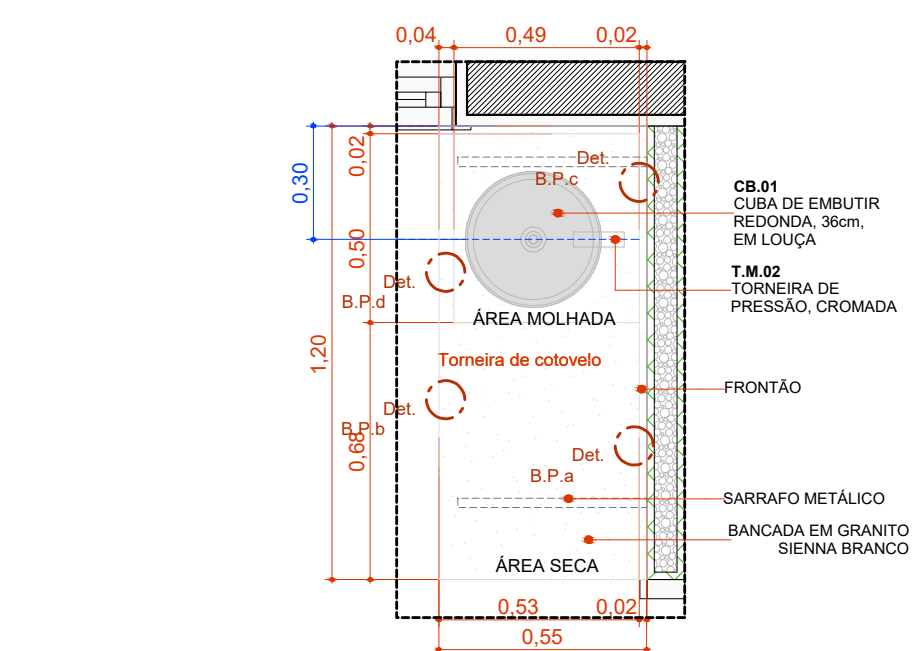 0,04 0,49 0,02
0,02
0,30
0,50
1,20
0,68
Det.
B.P.c
Det.
B.P.d
ÁREA MOLHADA
Torneira de cotovelo
Det.
B.P.b
Det.
B.P.a
ÁREA SECA
CB.01
CUBA DE EMBUTIR
REDONDA, 36cm,
EM LOUÇA
T.M.02
TORNEIRA DE
PRESSÃO, CROMADA
FRONTÃO
SARRAFO METÁLICO
BANCADA EM GRANITO
SIENNA BRANCO
0,53 0,02
0,55